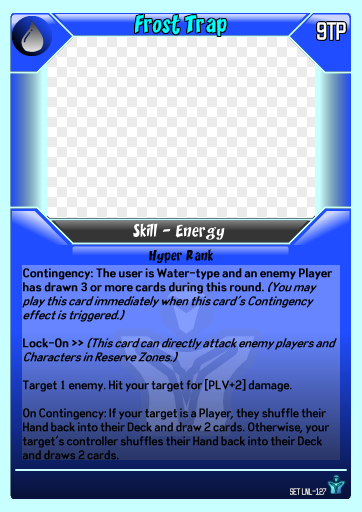 Frost Trap
9TP
Skill - Energy
Hyper Rank
Contingency: The user is Water-type and an enemy Player
has drawn 3 or more cards during this round. (You may
play this card immediately when this card's Contingency
effect is triggered.)
Lock-On >> (This card can directly attack enemy players and
Characters in Reserve Zones.)
Target 1 enemy. Hit your target for [PLV+2] damage.
On Contingency: If your target is a Player, they shuffle their
Hand back into their Deck and draw 2 cards. Otherwise, your
target's controller shuffles their Hand back into their Deck
and draws 2 cards.
SET LNL-127